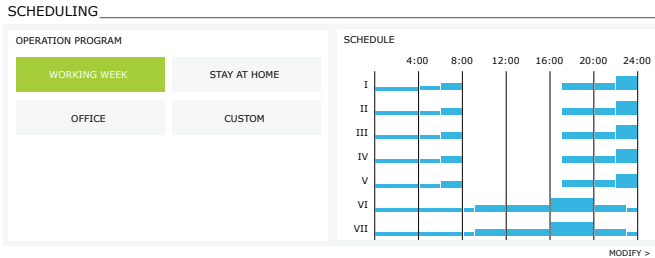 SCHEDULING
OPERATION PROGRAM
WORKING WEEK
STAY AT HOME
OFFICE
CUSTOM
SCHEDULE
4:00 8:00 12:00 16:00 20:00 24:00
I
II
III
IV
V
VI
VII
MODIFY >